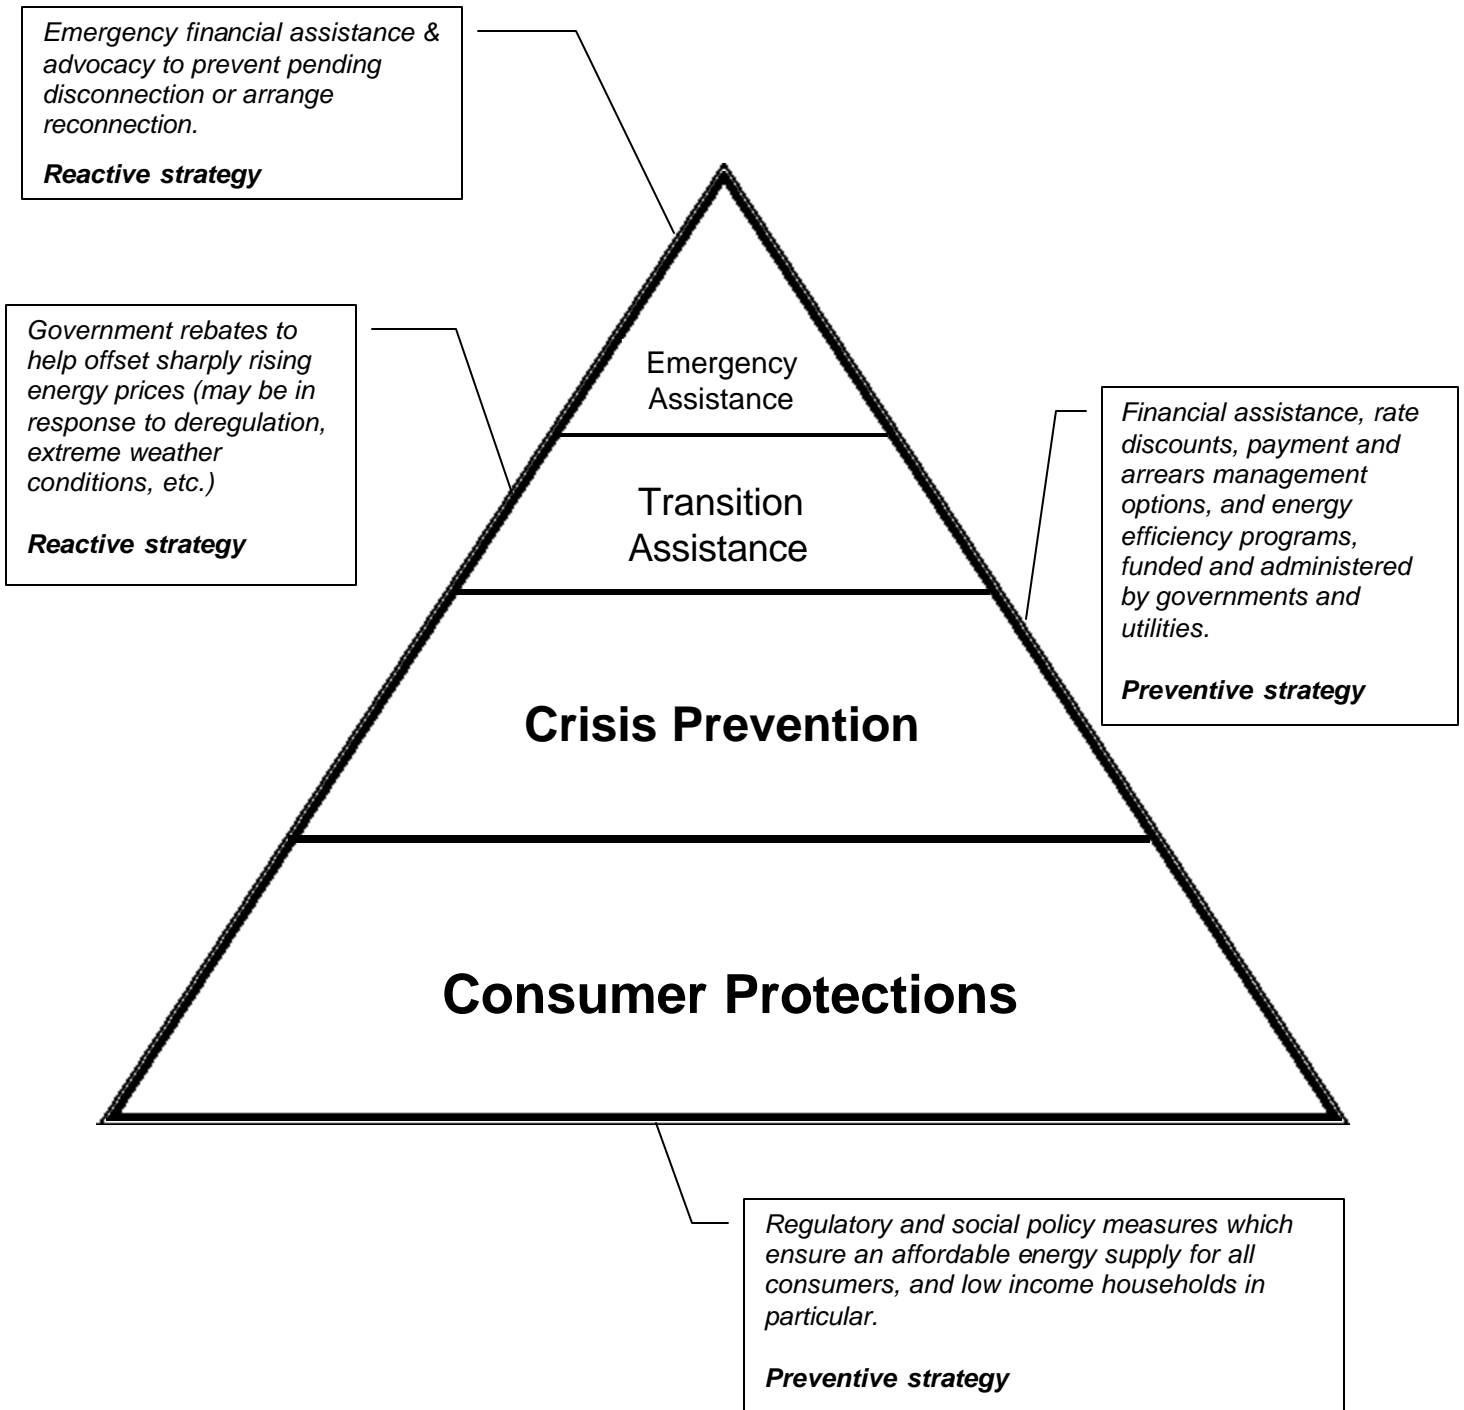 Emergency financial assistance &
advocacy to prevent pending
disconnection or arrange
reconnection.
Reactive strategy
Government rebates to
help offset sharply rising
energy prices (may be in
response to deregulation,
extreme weather
conditions, etc.)
Reactive strategy
Emergency
Assistance
Transition
Assistance
Financial assistance, rate
discounts, payment and
arrears management
options, and energy
efficiency programs,
funded and administered
by governments and
utilities.
Preventive strategy
Crisis Prevention
Consumer Protections
Regulatory and social policy measures which
ensure an affordable energy supply for all
consumers, and low income households in
particular.
Preventive strategy